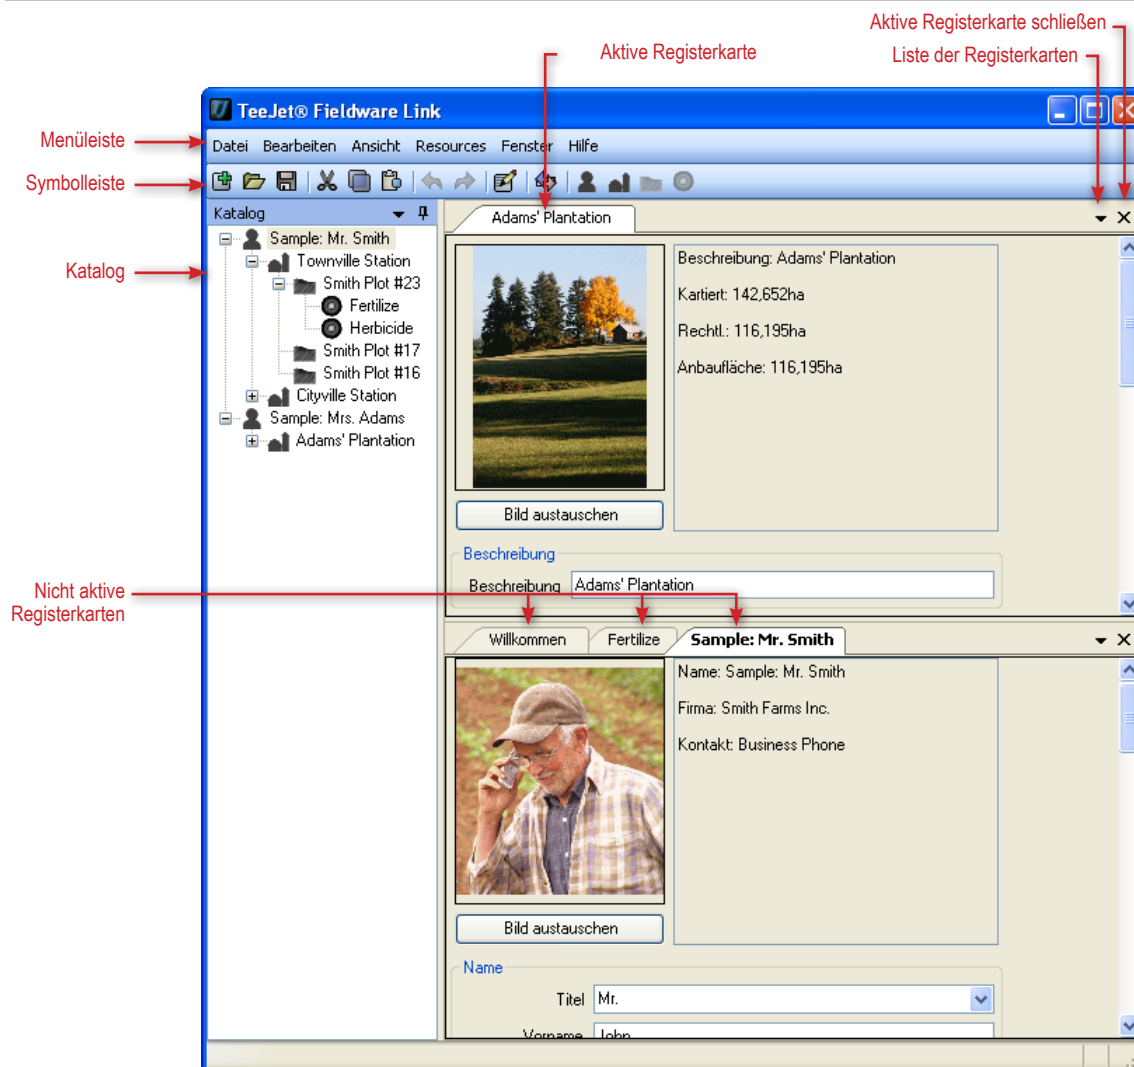 Aktive Registerkarte schließen
Aktive Registerkarte
Liste der Registerkarten
TeeJet® Fieldware Link
Menüleiste
Datei Bearbeiten Ansicht Resources Fenster Hilfe
Symbolleiste
Katalog
Adams' Plantation
Sample: Mr. Smith
Townville Station
Smith Plot #23
Fertilize
Herbicide
Smith Plot #17
Smith Plot #16
Cityville Station
Sample: Mrs. Adams
Adams' Plantation
Katalog
Beschreibung: Adams' Plantation
Kartiert: 142,652ha
Rechtl.: 116,195ha
Anbaufläche: 116,195ha
Bild austauschen
Beschreibung
Beschreibung Adams' Plantation
Nicht aktive
Registerkarten
Willkommen Fertilize Sample: Mr. Smith
Name: Sample: Mr. Smith
Firma: Smith Farms Inc.
Kontakt: Business Phone
Bild austauschen
Name
Titel Mr.
Vorname John